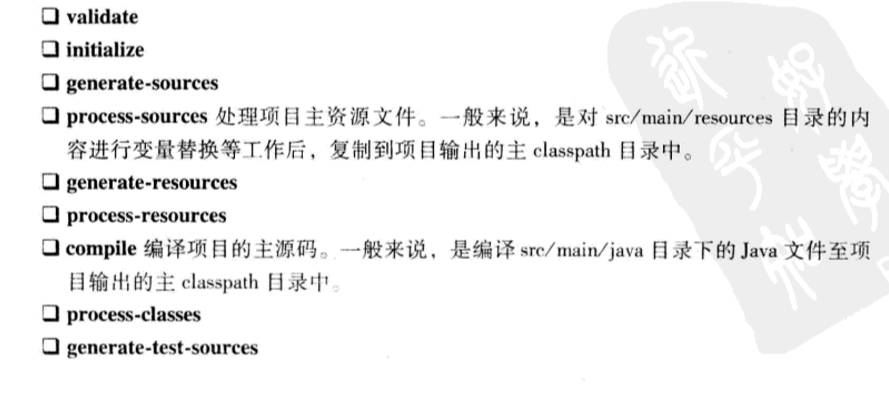 ❑ validate
❑ initialize
❑ generate-sources
❑ process-sources 处理项目主资源文件。一般来说，是对 src/main/resources 目录的内
容进行变量替换等工作后，复制到项目输出的主 classpath 目录中。
❑ generate-resources
❑ process-resources
❑ compile 编译项目的主源码。一般来说，是编译 src/main/java 目录下的 Java 文件至项
目输出的主 classpath 目录中。
❑ process-classes
❑ generate-test-sources